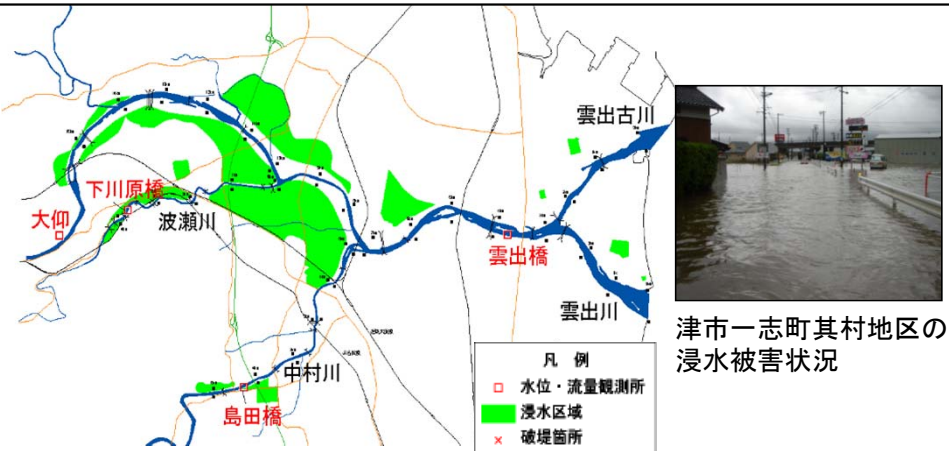 雲出古川
下川原橋
大仰
波瀬川
雲出橋
雲出川
中村川
島田橋
凡 例
水位・流量観測所
浸水区域
破堤箇所
津市一志町其村地区の
浸水被害状況